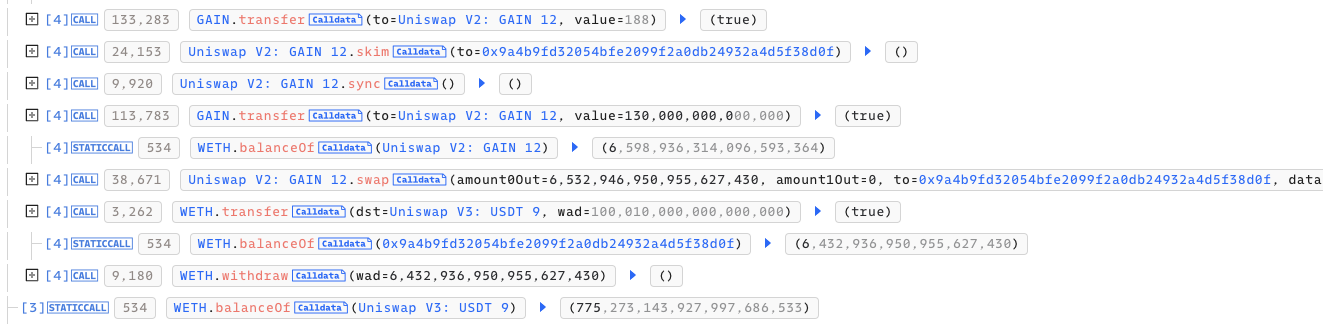 [4] CALL 133,283 GAIN.transfer Calldata (to=Uniswap V2: GAIN 12, value=188) (true)
[4] CALL 24,153 Uniswap V2: GAIN 12.skim Calldata (to=0x9a4b9fd32054bfe2099f2a0db24932a4d5f38d0f) ()
[4] CALL 9,920 Uniswap V2: GAIN 12.sync Calldata () ()
[4] CALL 113,783 GAIN.transfer Calldata (to=Uniswap V2: GAIN 12, value=130,000,000,000,000) (true)
[4] STATICCALL 534 WETH.balanceOf Calldata (Uniswap V2: GAIN 12) (6,598,936,314,096,593,364)
[4] CALL 38,671 Uniswap V2: GAIN 12.swap Calldata (amount0Out=6,532,946,950,955,627,430, amount1Out=0, to=0x9a4b9fd32054bfe2099f2a0db24932a4d5f38d0f, data
[4] CALL 3,262 WETH.transfer Calldata (dst=Uniswap V3: USDT 9, wad=100,010,000,000,000,000) (true)
[4] STATICCALL 534 WETH.balanceOf Calldata (0x9a4b9fd32054bfe2099f2a0db24932a4d5f38d0f) (6,432,936,950,955,627,430)
[4] CALL 9,180 WETH.withdraw Calldata (wad=6,432,936,950,955,627,430) ()
[3] STATICCALL 534 WETH.balanceOf Calldata (Uniswap V3: USDT 9) (775,273,143,927,997,686,533)